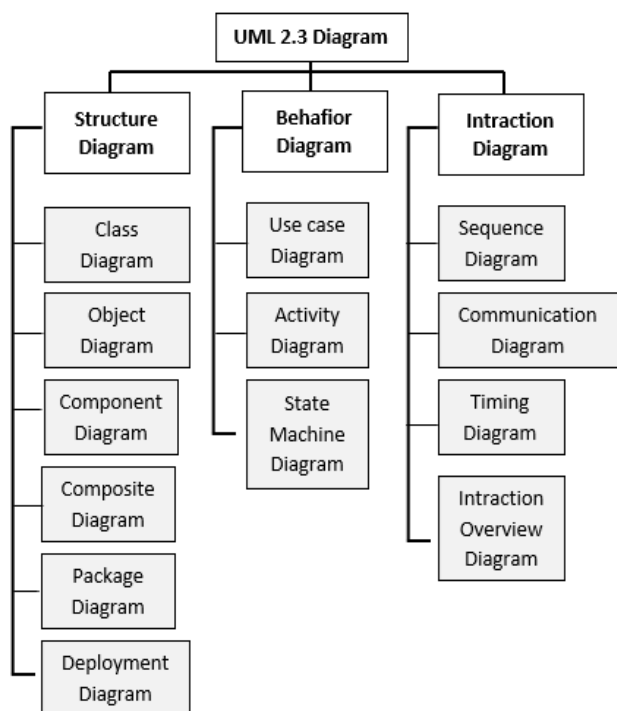 UML 2.3 Diagram
Structure
Diagram
Class
Diagram
Object
Diagram
Component
Diagram
Composite
Diagram
Package
Diagram
Deployment
Diagram
Behafior
Diagram
Use case
Diagram
Activity
Diagram
State
Machine
Diagram
Intraction
Diagram
Sequence
Diagram
Communication
Diagram
Timing
Diagram
Intraction
Overview
Diagram